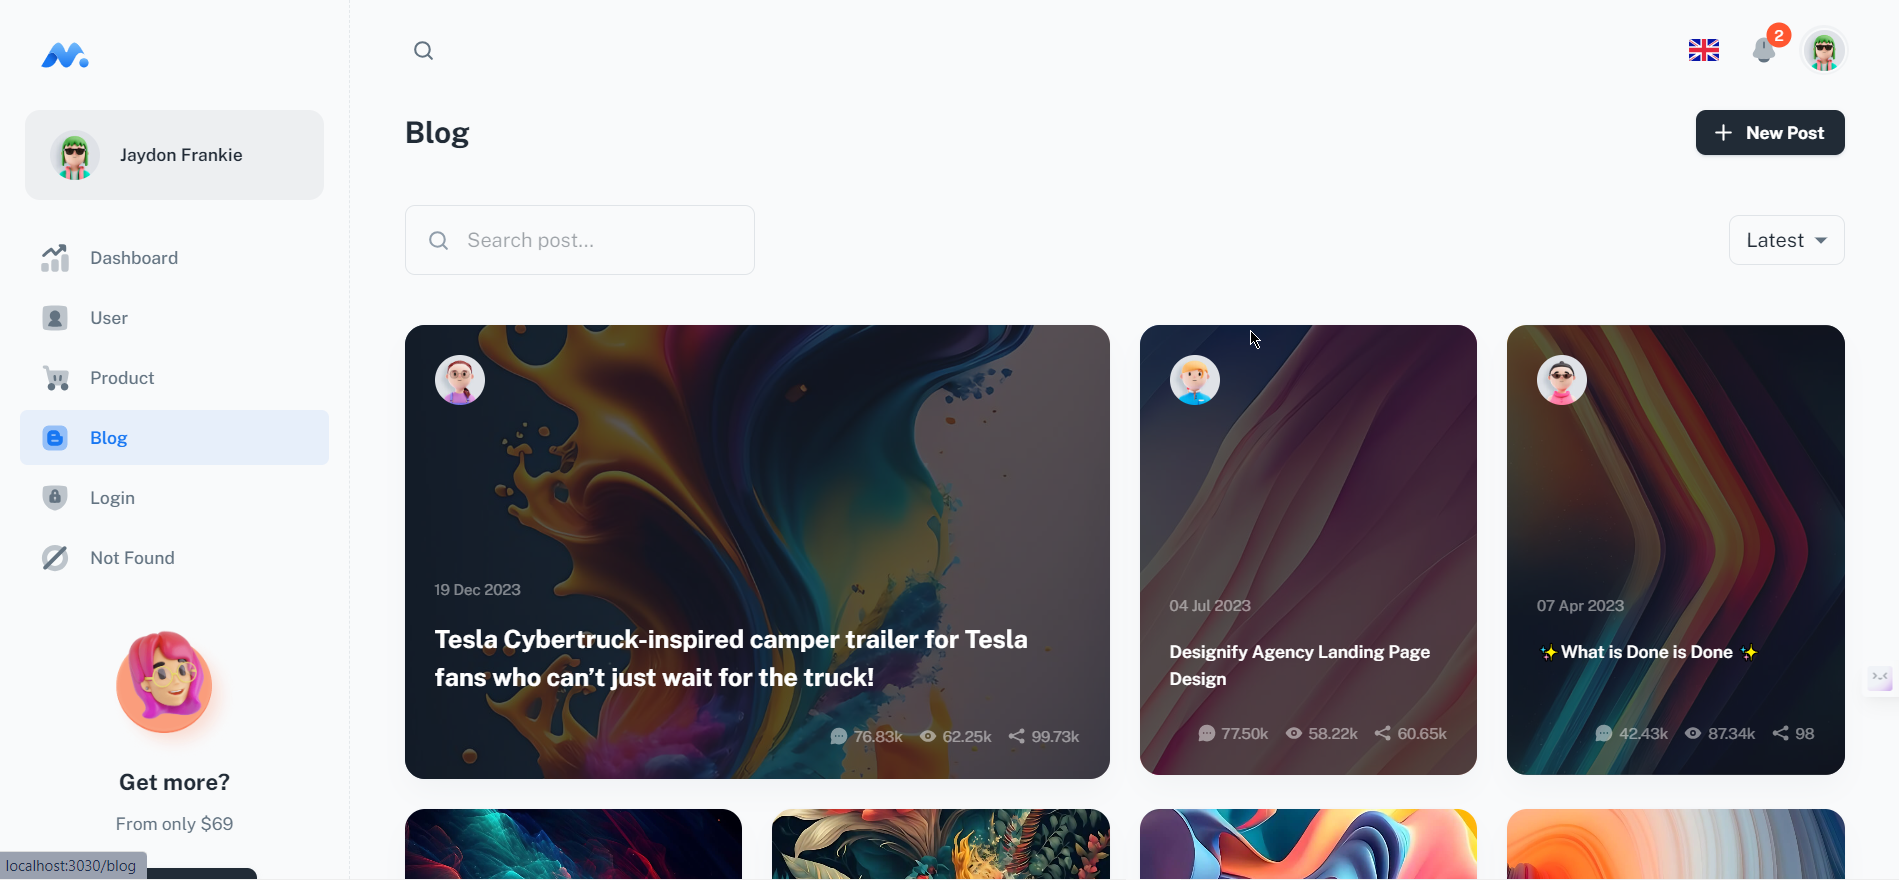 2
Jaydon Frankie
Blog
New Post
Search post...
Latest
Dashboard
User
Product
Blog
Login
Not Found
19 Dec 2023
Tesla Cybertruck-inspired camper trailer for Tesla
fans who can’t just wait for the truck!
76.83k 62.25k 99.73k
04 Jul 2023
Designify Agency Landing Page
Design
77.50k 58.22k 60.65k
07 Apr 2023
✨What is Done is Done ✨
42.43k 87.34k 98
Get more?
From only $69
localhost:3030/blog